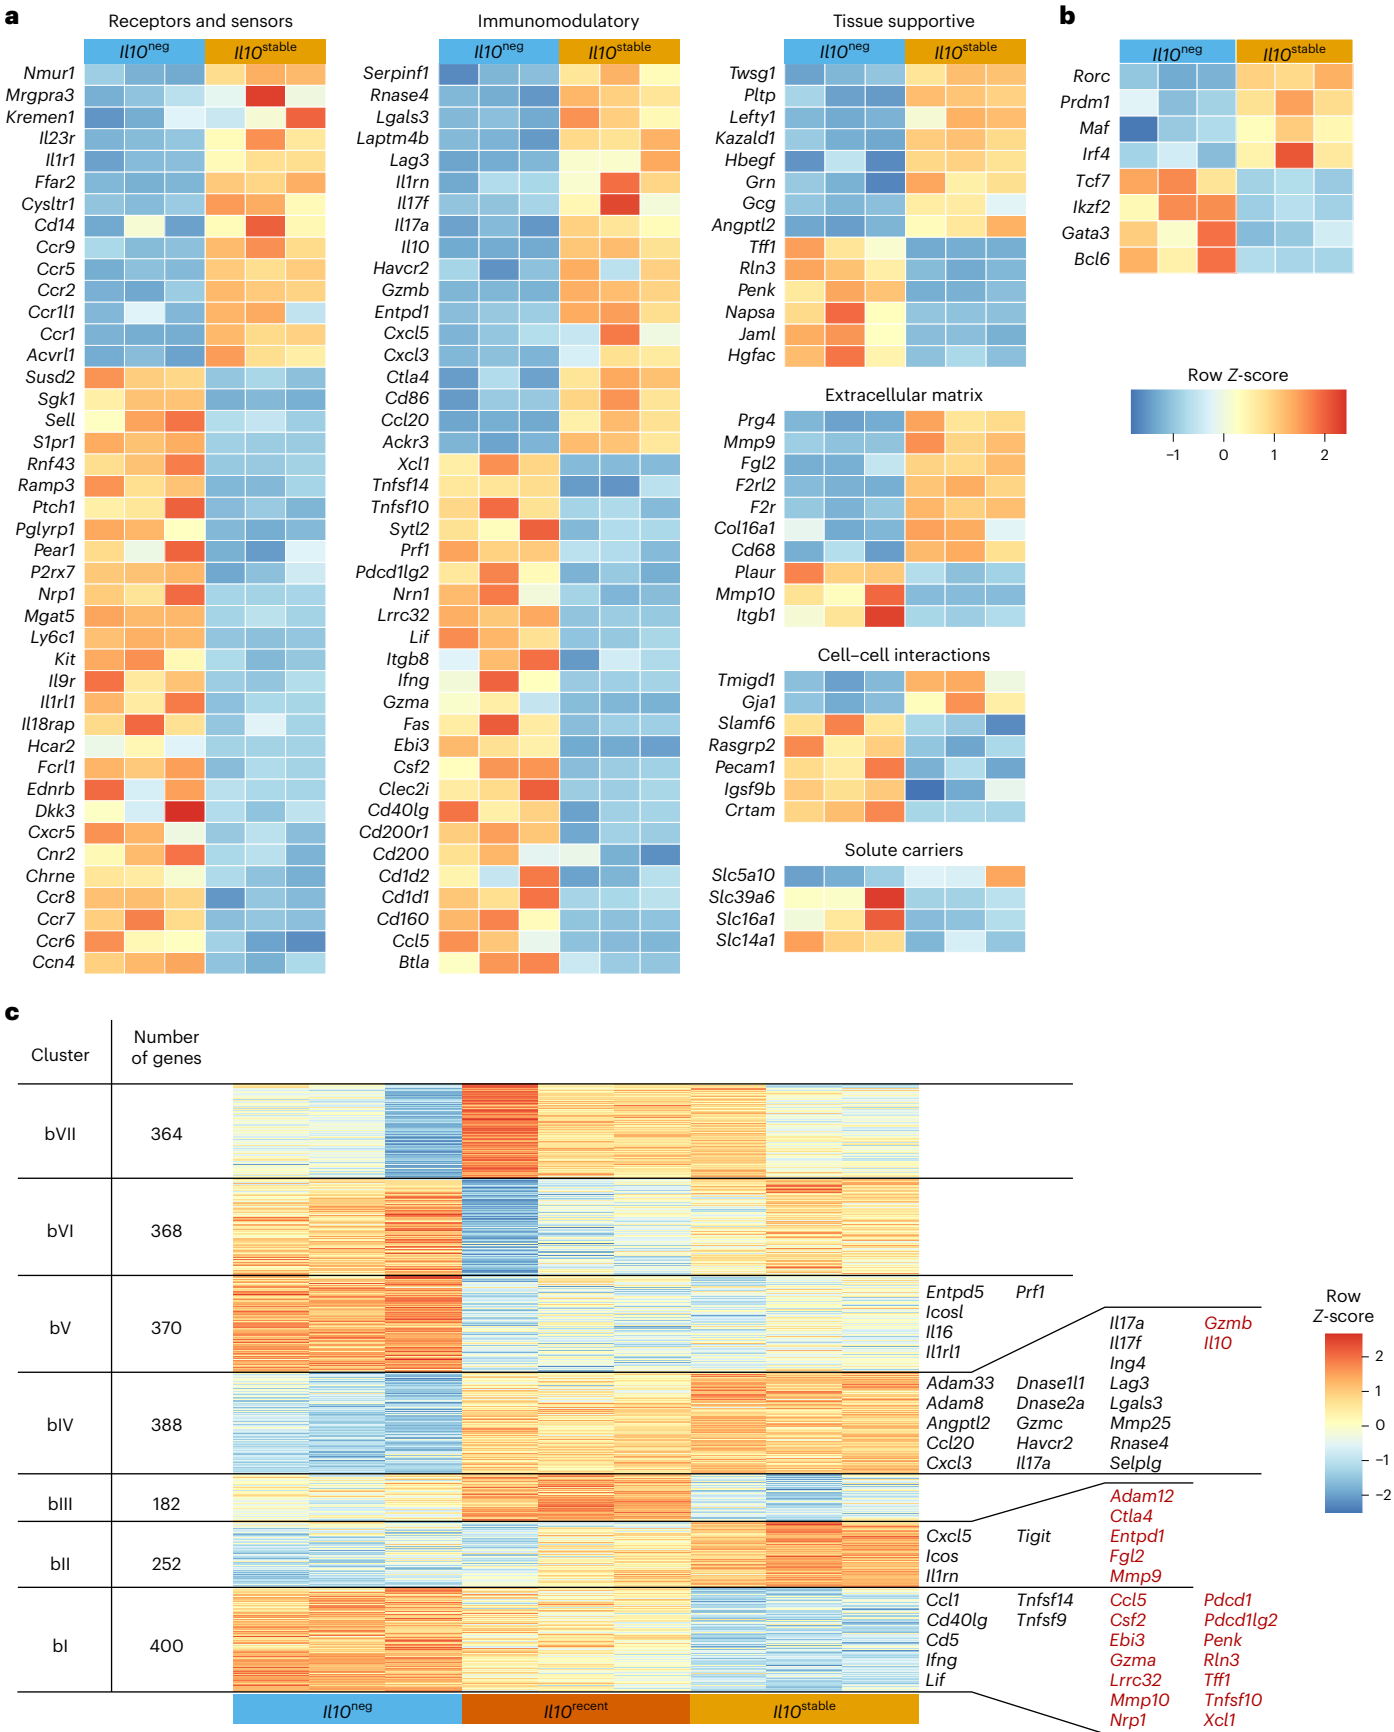 a
Receptors and sensors
Il10neg Il10stable
Nmur1
Mrgpra3
Kremen1
Il23r
Il1r1
Ffar2
Cysltr1
Cd14
Ccr9
Ccr5
Ccr2
Ccr1l1
Ccr1
Acvrl1
Susd2
Sgk1
Sell
S1pr1
Rnf43
Ramp3
Ptch1
Pglyrp1
Pear1
P2rx7
Nrp1
Mgat5
Ly6c1
Kit
Il9r
Il1rl1
Il18rap
Hcar2
Fcrl1
Ednrb
Dkk3
Cxcr5
Cnr2
Chrne
Ccr8
Ccr7
Ccr6
Ccn4
Immunomodulatory
Il10neg Il10stable
Serpinf1
Rnase4
Lgals3
Laptm4b
Lag3
Il1rn
Il17f
Il17a
Il10
Havcr2
Gzmb
Entpd1
Cxcl5
Cxcl3
Ctla4
Cd86
Ccl20
Ackr3
Xcl1
Tnfsf14
Tnfsf10
Sytl2
Prf1
Pdcd1lg2
Nrn1
Lrrc32
Lif
Itgb8
Ifng
Gzma
Fas
Ebi3
Csf2
Clec2i
Cd40lg
Cd200r1
Cd200
Cd1d2
Cd1d1
Cd160
Ccl5
Btla
Tissue supportive
Il10neg Il10stable
Twsg1
Pltp
Lefty1
Kazald1
Hbegf
Grn
Gcg
Angptl2
Tff1
Rln3
Penk
Napsa
Jaml
Hgfac
Extracellular matrix
Prg4
Mmp9
Fgl2
F2rl2
F2r
Col16a1
Cd68
Plaur
Mmp10
Itgb1
Cell–cell interactions
Tmigd1
Gja1
Slamf6
Rasgrp2
Pecam1
Igsf9b
Crtam
Solute carriers
Slc5a10
Slc39a6
Slc16a1
Slc14a1
b
Il10neg Il10stable
Rorc
Prdm1
Maf
Irf4
Tcf7
Ikzf2
Gata3
Bcl6
Row Z-score
−1 0 1 2
c
Cluster
Number
of genes
bVII 364
bVI 368
bV 370
bIV 388
bIII 182
bII 252
bI 400
Entpd5 Prf1
Icosl
Il16
Il1rl1
Adam33 Dnase1l1
Adam8 Dnase2a
Angptl2 Gzmc
Ccl20 Havcr2
Cxcl3 Il17a
Il17a Gzmb
Il17f Il10
Ing4
Lag3
Lgals3
Mmp25
Rnase4
Selplg
Cxcl5 Tigit
Icos
Il1rn
Adam12
Ctla4
Entpd1
Fgl2
Mmp9
Ccl1 Tnfsf14
Cd40lg Tnfsf9
Cd5
Ifng
Lif
Ccl5 Pdcd1
Csf2 Pdcd1lg2
Ebi3 Penk
Gzma Rln3
Lrrc32 Tff1
Mmp10 Tnfsf10
Nrp1 Xcl1
Il10neg Il10recent Il10stable
Row
Z-score
2
1
0
−1
−2